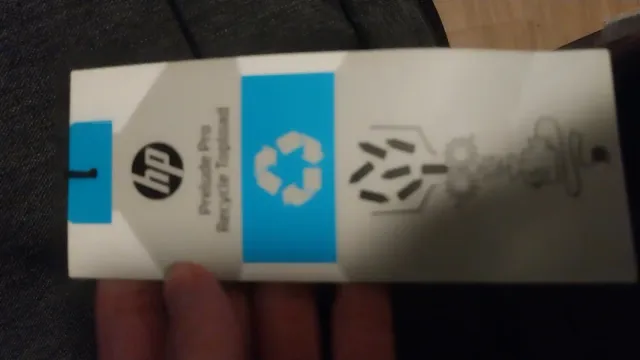 hp
Prelude Pro
Recycle Topload